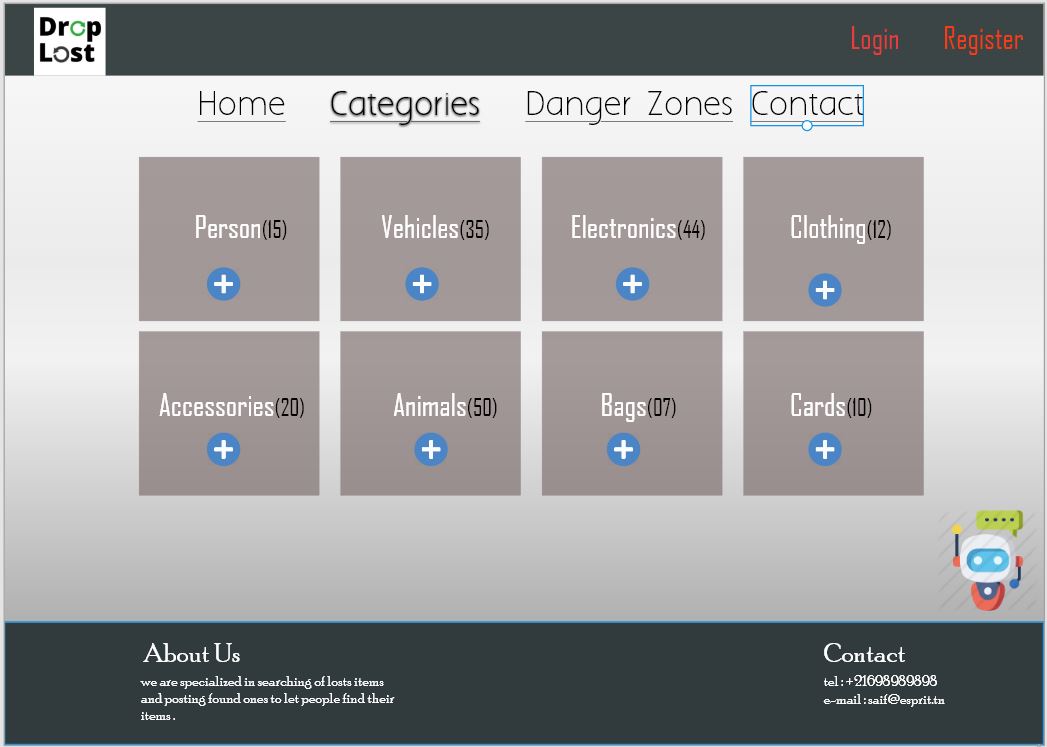 Drop
Lost
Login Register
Home Categories Danger Zones Contact
Person(15) Vehicles(35) Electronics(44) Clothing(12)
Accessories(20) Animals(50) Bags(07) Cards(10)
About Us
we are specialized in searching of losts items
and posting found ones to let people find their
items .
Contact
tel : +21698989898
e-mail : saif@esprit.tn